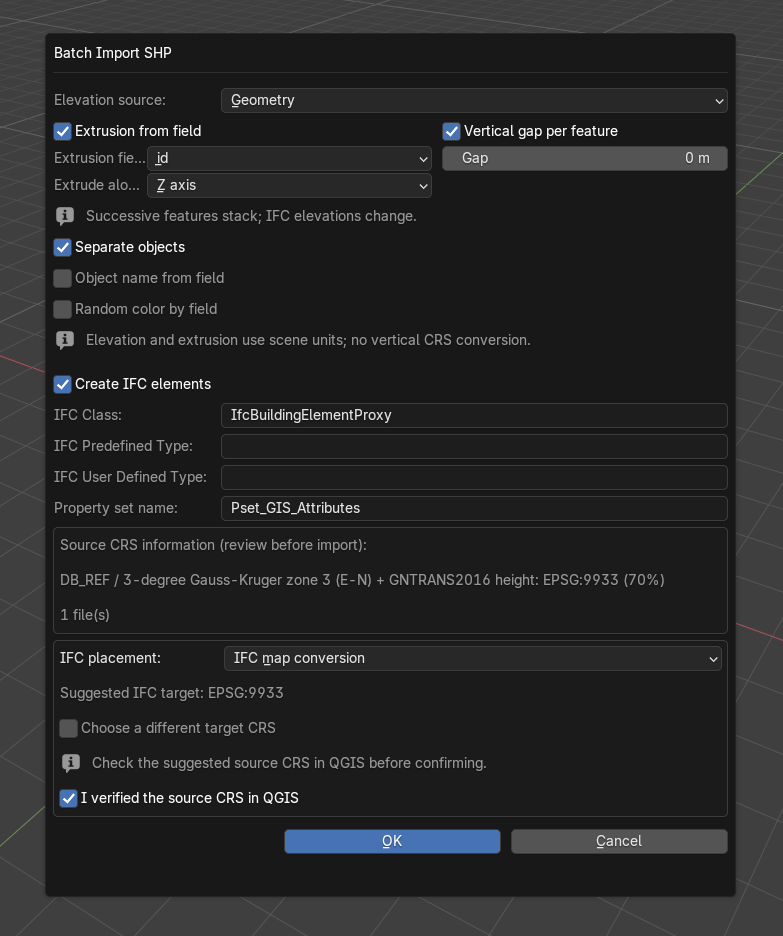 Batch Import SHP
Elevation source: Geometry
Extrusion from field Vertical gap per feature
Extrusion fie... id Gap 0 m
Extrude alo... Z axis
Successive features stack; IFC elevations change.
Separate objects
Object name from field
Random color by field
Elevation and extrusion use scene units; no vertical CRS conversion.
Create IFC elements
IFC Class: IfcBuildingElementProxy
IFC Predefined Type:
IFC User Defined Type:
Property set name: Pset_GIS_Attributes
Source CRS information (review before import):
DB_REF / 3-degree Gauss-Kruger zone 3 (E-N) + GNTRANS2016 height: EPSG:9933 (70%)
1 file(s)
IFC placement: IFC map conversion
Suggested IFC target: EPSG:9933
Choose a different target CRS
Check the suggested source CRS in QGIS before confirming.
I verified the source CRS in QGIS
OK Cancel